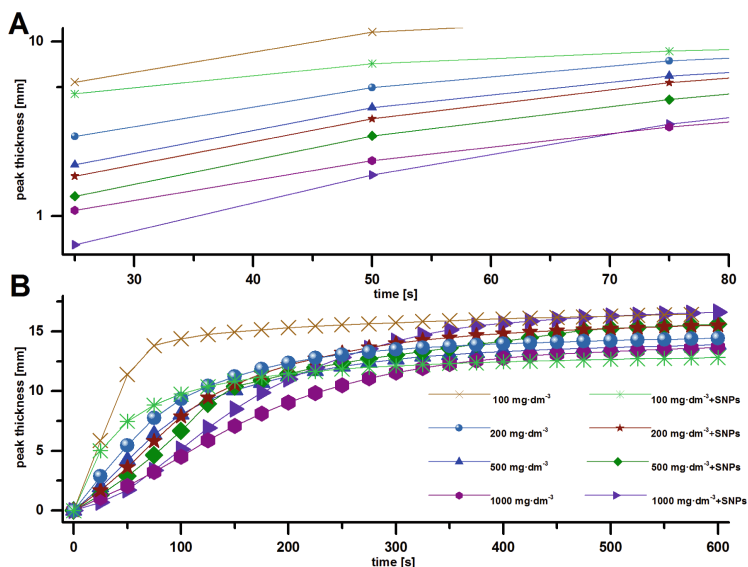 A
peak thickness [mm]
10
1
30
40
50
60
70
80
time [s]
B
peak thickness [mm]
15
10
5
0
100 mg·dm⁻³
100 mg·dm⁻³+SNPs
200 mg·dm⁻³
200 mg·dm⁻³+SNPs
500 mg·dm⁻³
500 mg·dm⁻³+SNPs
1000 mg·dm⁻³
1000 mg·dm⁻³+SNPs
0
100
200
300
400
500
600
time [s]